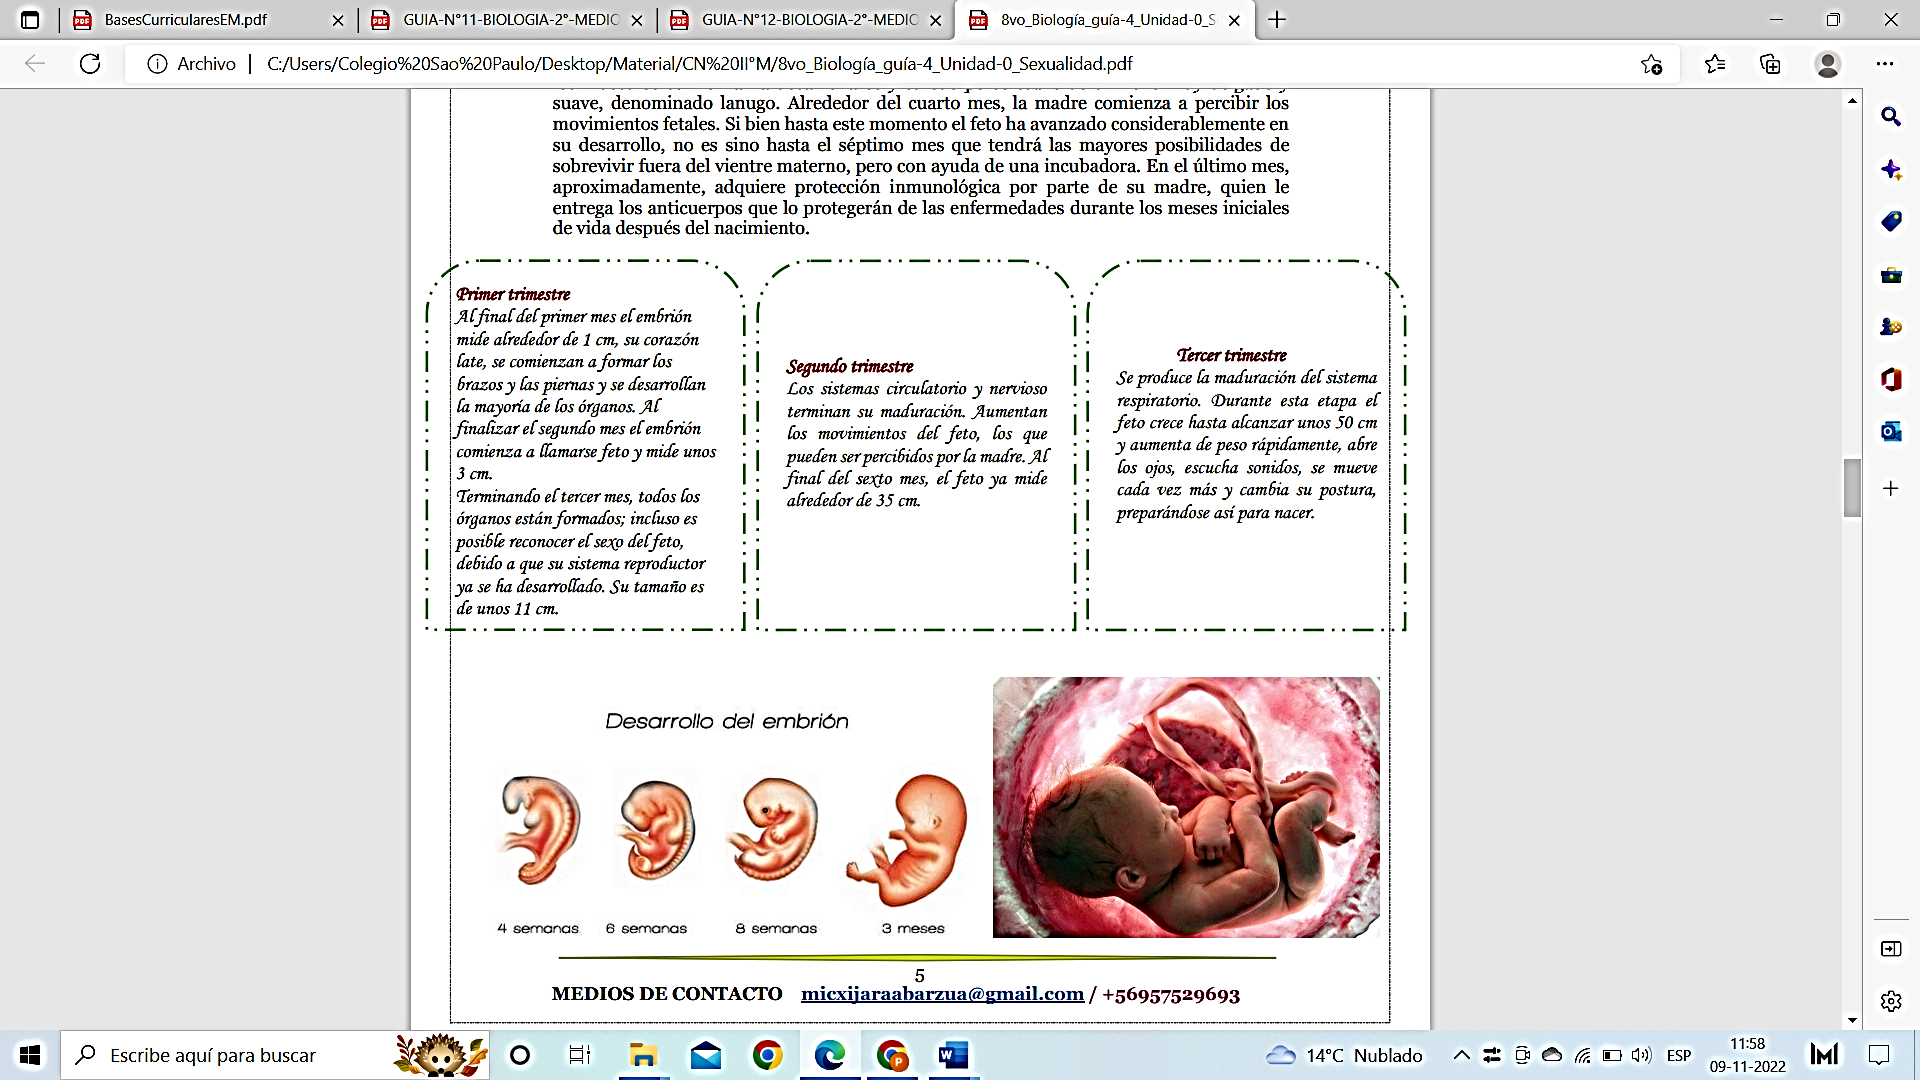 BasesCurricularesEM.pdf
GUIA-N°11-BIOLOGIA-2°-MEDIC
GUIA-N°12-BIOLOGIA-2°-MEDIC
8vo_Biología_guía-4_Unidad-0_S
Archivo
C:/Users/Colegio%20Sao%20Paulo/Desktop/Material/CN%20II°M/8vo_Biología_guía-4_Unidad-0_Sexualidad.pdf
suave, denominado lanugo. Alrededor del cuarto mes, la madre comienza a percibir los
movimientos fetales. Si bien hasta este momento el feto ha avanzado considerablemente en
su desarrollo, no es sino hasta el séptimo mes que tendrá las mayores posibilidades de
sobrevivir fuera del vientre materno, pero con ayuda de una incubadora. En el último mes,
aproximadamente, adquiere protección inmunológica por parte de su madre, quien le
entrega los anticuerpos que lo protegerán de las enfermedades durante los meses iniciales
de vida después del nacimiento.
Primer trimestre
Al final del primer mes el embrión
mide alrededor de 1 cm, su corazón
late, se comienzan a formar los
brazos y las piernas y se desarrollan
la mayoría de los órganos. Al
finalizar el segundo mes el embrión
comienza a llamarse feto y mide unos
3 cm.
Terminando el tercer mes, todos los
órganos están formados; incluso es
posible reconocer el sexo del feto,
debido a que su sistema reproductor
ya se ha desarrollado. Su tamaño es
de unos 11 cm.
Segundo trimestre
Los sistemas circulatorio y nervioso
terminan su maduración. Aumentan
los movimientos del feto, los que
pueden ser percibidos por la madre. Al
final del sexto mes, el feto ya mide
alrededor de 35 cm.
Tercer trimestre
Se produce la maduración del sistema
respiratorio. Durante esta etapa el
feto crece hasta alcanzar unos 50 cm
y aumenta de peso rápidamente, abre
los ojos, escucha sonidos, se mueve
cada vez más y cambia su postura,
preparándose así para nacer.
Desarrollo del embrión
4 semanas
6 semanas
8 semanas
3 meses
5
MEDIOS DE CONTACTO micxijaraabarzua@gmail.com / +56957529693
Escribe aquí para buscar
14°C Nublado
ESP
11:58
09-11-2022